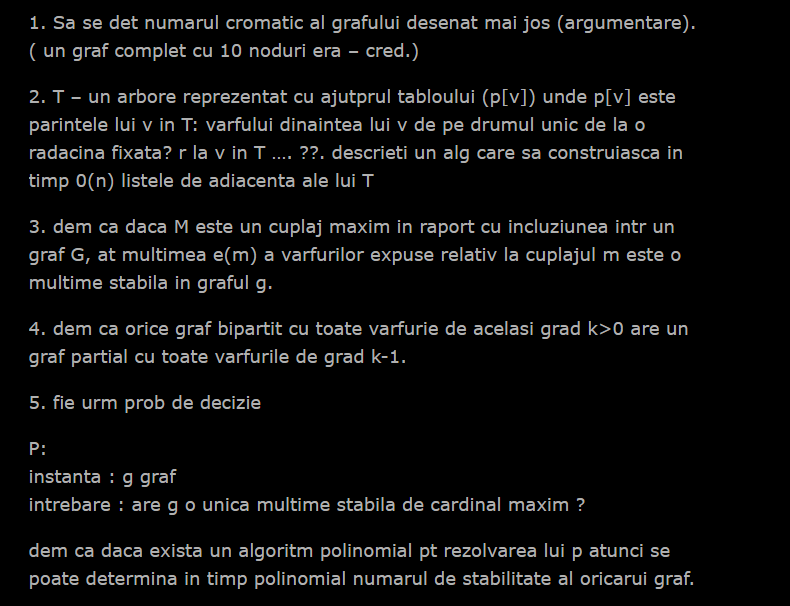 1. Sa se det numarul cromatic al grafului desenat mai jos (argumentare).
( un graf complet cu 10 noduri era – cred.)
2. T – un arbore reprezentat cu ajutprul tabloului (p[v]) unde p[v] este
parintele lui v in T: varfului dinaintea lui v de pe drumul unic de la o
radacina fixata? r la v in T …. ??. descrieti un alg care sa construiasca in
timp 0(n) listele de adiacenta ale lui T
3. dem ca daca M este un cuplaj maxim in raport cu incluziunea intr un
graf G, at multimea e(m) a varfurilor expuse relativ la cuplajul m este o
multime stabila in graful g.
4. dem ca orice graf bipartit cu toate varfurie de acelasi grad k>0 are un
graf partial cu toate varfurile de grad k-1.
5. fie urm prob de decizie
P:
instanta : g graf
intrebare : are g o unica multime stabila de cardinal maxim ?
dem ca daca exista un algoritm polinomial pt rezolvarea lui p atunci se
poate determina in timp polinomial numarul de stabilitate al oricarui graf.